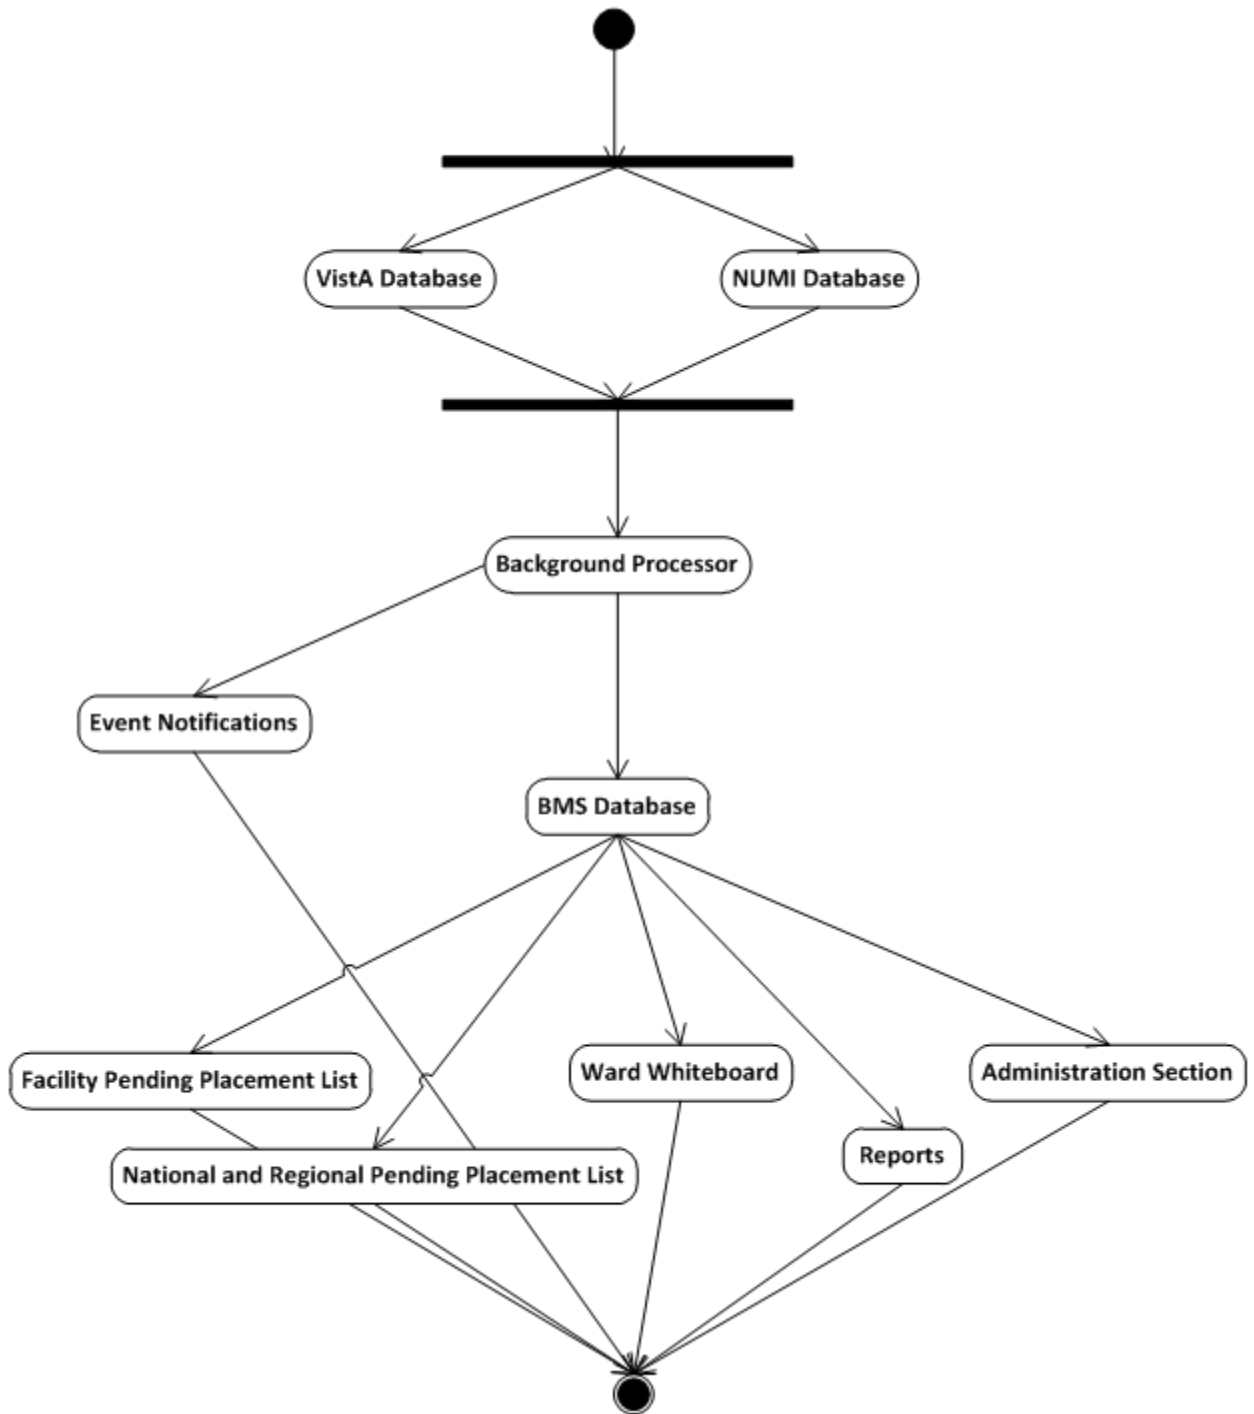 VistA Database
NUMI Database
Background Processor
Event Notifications
BMS Database
Facility Pending Placement List
Ward Whiteboard
Administration Section
National and Regional Pending Placement List
Reports